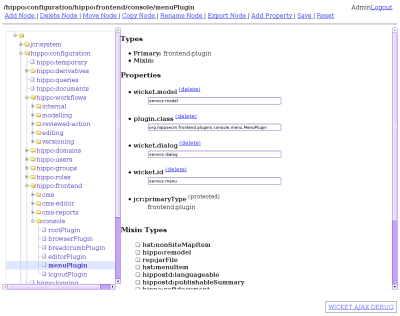 /hippo:configuration/hippo:frontend/console/menuPlugin
AdminLogout
Add Node | Delete Node | Move Node | Copy Node | Rename Node | Export Node | Add Property | Save | Reset
jcr:system
hippo:configuration
hippo:temporary
hippo:derivatives
hippo:queries
hippo:documents
hippo:workflows
internal
modelling
reviewed-action
editing
versioning
hippo:domains
hippo:users
hippo:groups
hippo:roles
hippo:frontend
cms
cms-editor
cms-reports
console
rootPlugin
browserPlugin
breadcrumbPlugin
editorPlugin
menuPlugin
logoutPlugin
hippo:logging
Types
Primary: frontend:plugin
Mixin:
Properties
wicket.model (delete)
service.model
plugin.class (delete)
org.hippoecm.frontend.plugins.console.menu.MenuPlugin
wicket.dialog (delete)
service.dialog
wicket.id (delete)
service.menu
jcr:primaryType (protected)
frontend:plugin
Mixin Types
hst:nonSiteMapItem
hippo:remodel
rep:jarFile
hst:menuItem
hippostd:languageable
hippostd:publishableSummary
WICKET AJAX DEBUG